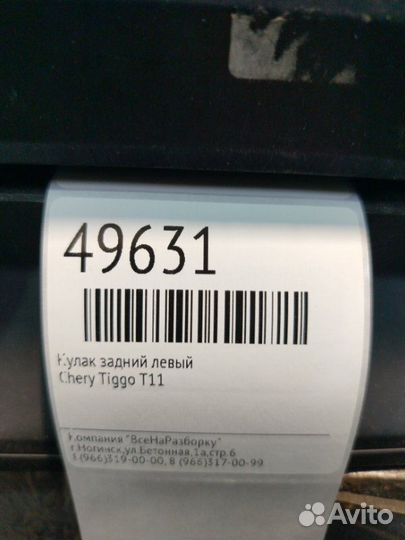 49631
Кулак задний левый
Chery Tiggo T11
Компания "ВсеНаРазборку"
г.Ногинск,ул.Бетонная,1а,стр.6
8 (966)319-00-00, 8 (966)317-00-99
Avito